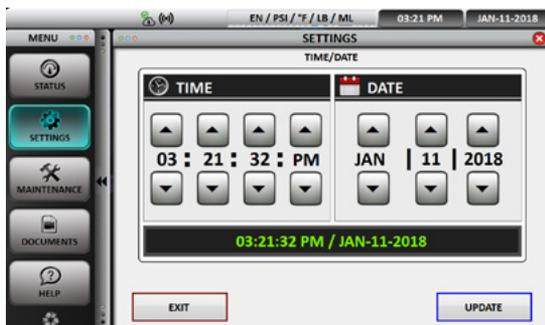 EN / PSI / °F / LB / ML
03:21 PM
JAN-11-2018
MENU
SETTINGS
TIME/DATE
STATUS
SETTINGS
MAINTENANCE
DOCUMENTS
HELP
TIME
DATE
03 : 21 : 32 : PM
JAN | 11 | 2018
03:21:32 PM / JAN-11-2018
EXIT
UPDATE